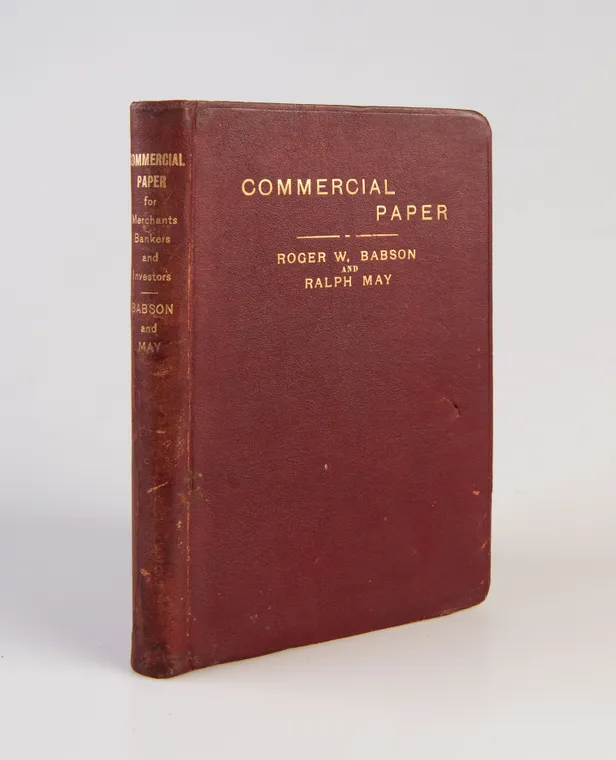 COMMERCIAL
PAPER
for
Merchants
Bankers
and
Investors
BABSON
and
MAY
COMMERCIAL
PAPER
ROGER W. BABSON
AND
RALPH MAY